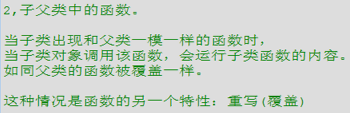 2,子父类中的函数。
当子类出现和父类一模一样的函数时，
当子类对象调用该函数，会运行子类函数的内容。
如同父类的函数被覆盖一样。
这种情况是函数的另一个特性：重写(覆盖)